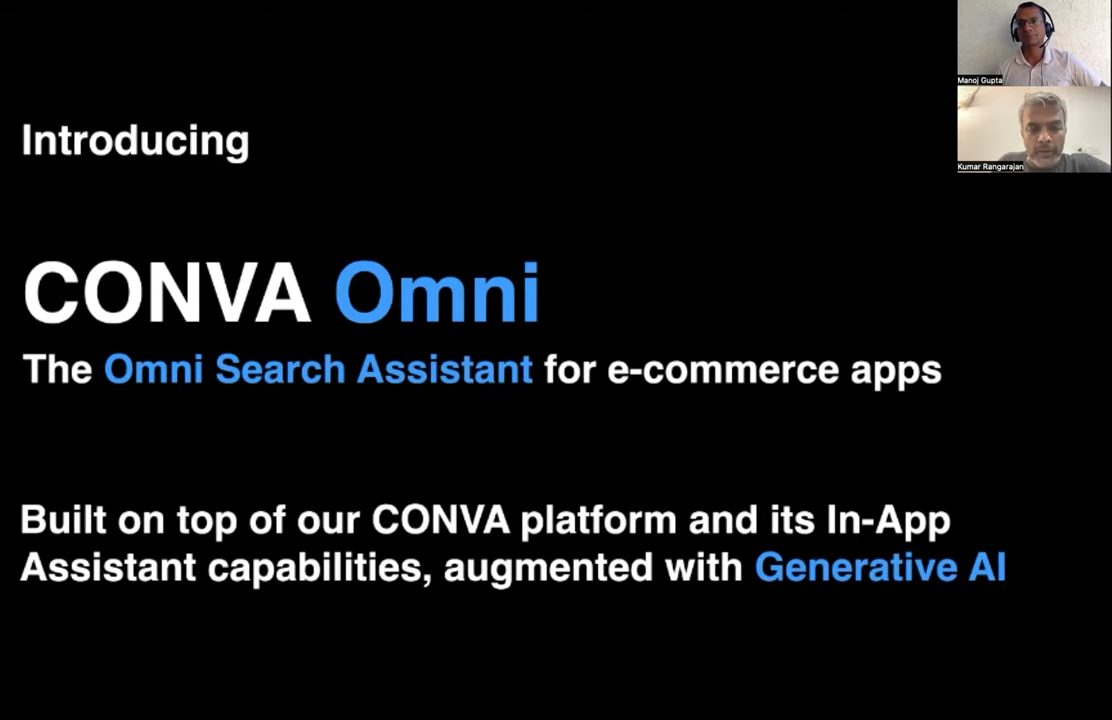 Introducing
CONVA Omni
The Omni Search Assistant for e-commerce apps
Built on top of our CONVA platform and its In-App
Assistant capabilities, augmented with Generative AI
Manoj Gupta
Kumar Rangarajan